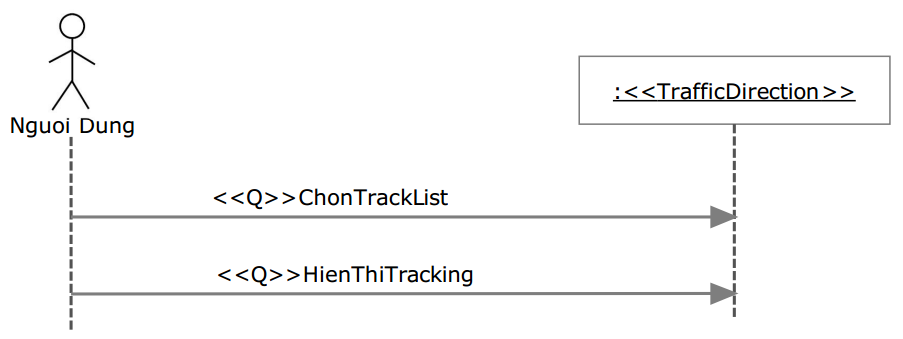 :<<TrafficDirection>>
Nguoi Dung
<<Q>>ChonTrackList
<<Q>>HienThiTracking